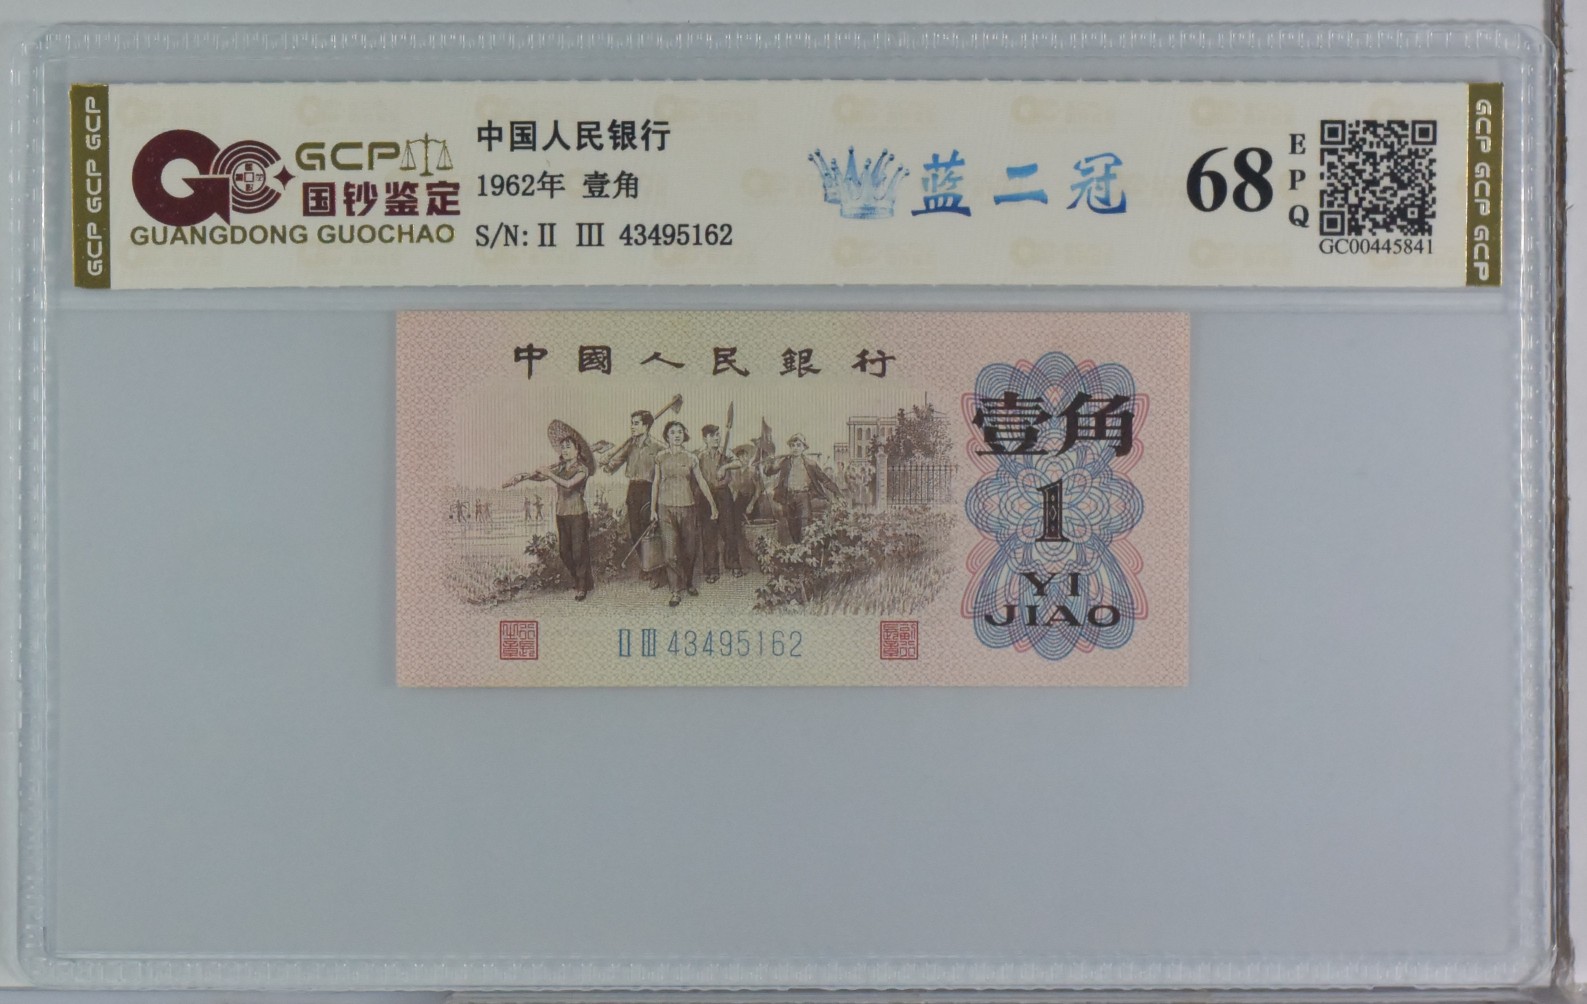 GCP GCP GCP
GCP
国钞鉴定
GUANGDONG GUOCHAO
中国人民银行
1962年 壹角
S/N: II III 43495162
蓝二冠
68
EPQ
GC00445841
GCP GCP GCP
中國人民銀行
壹角
1
YI
JIAO
II III 43495162